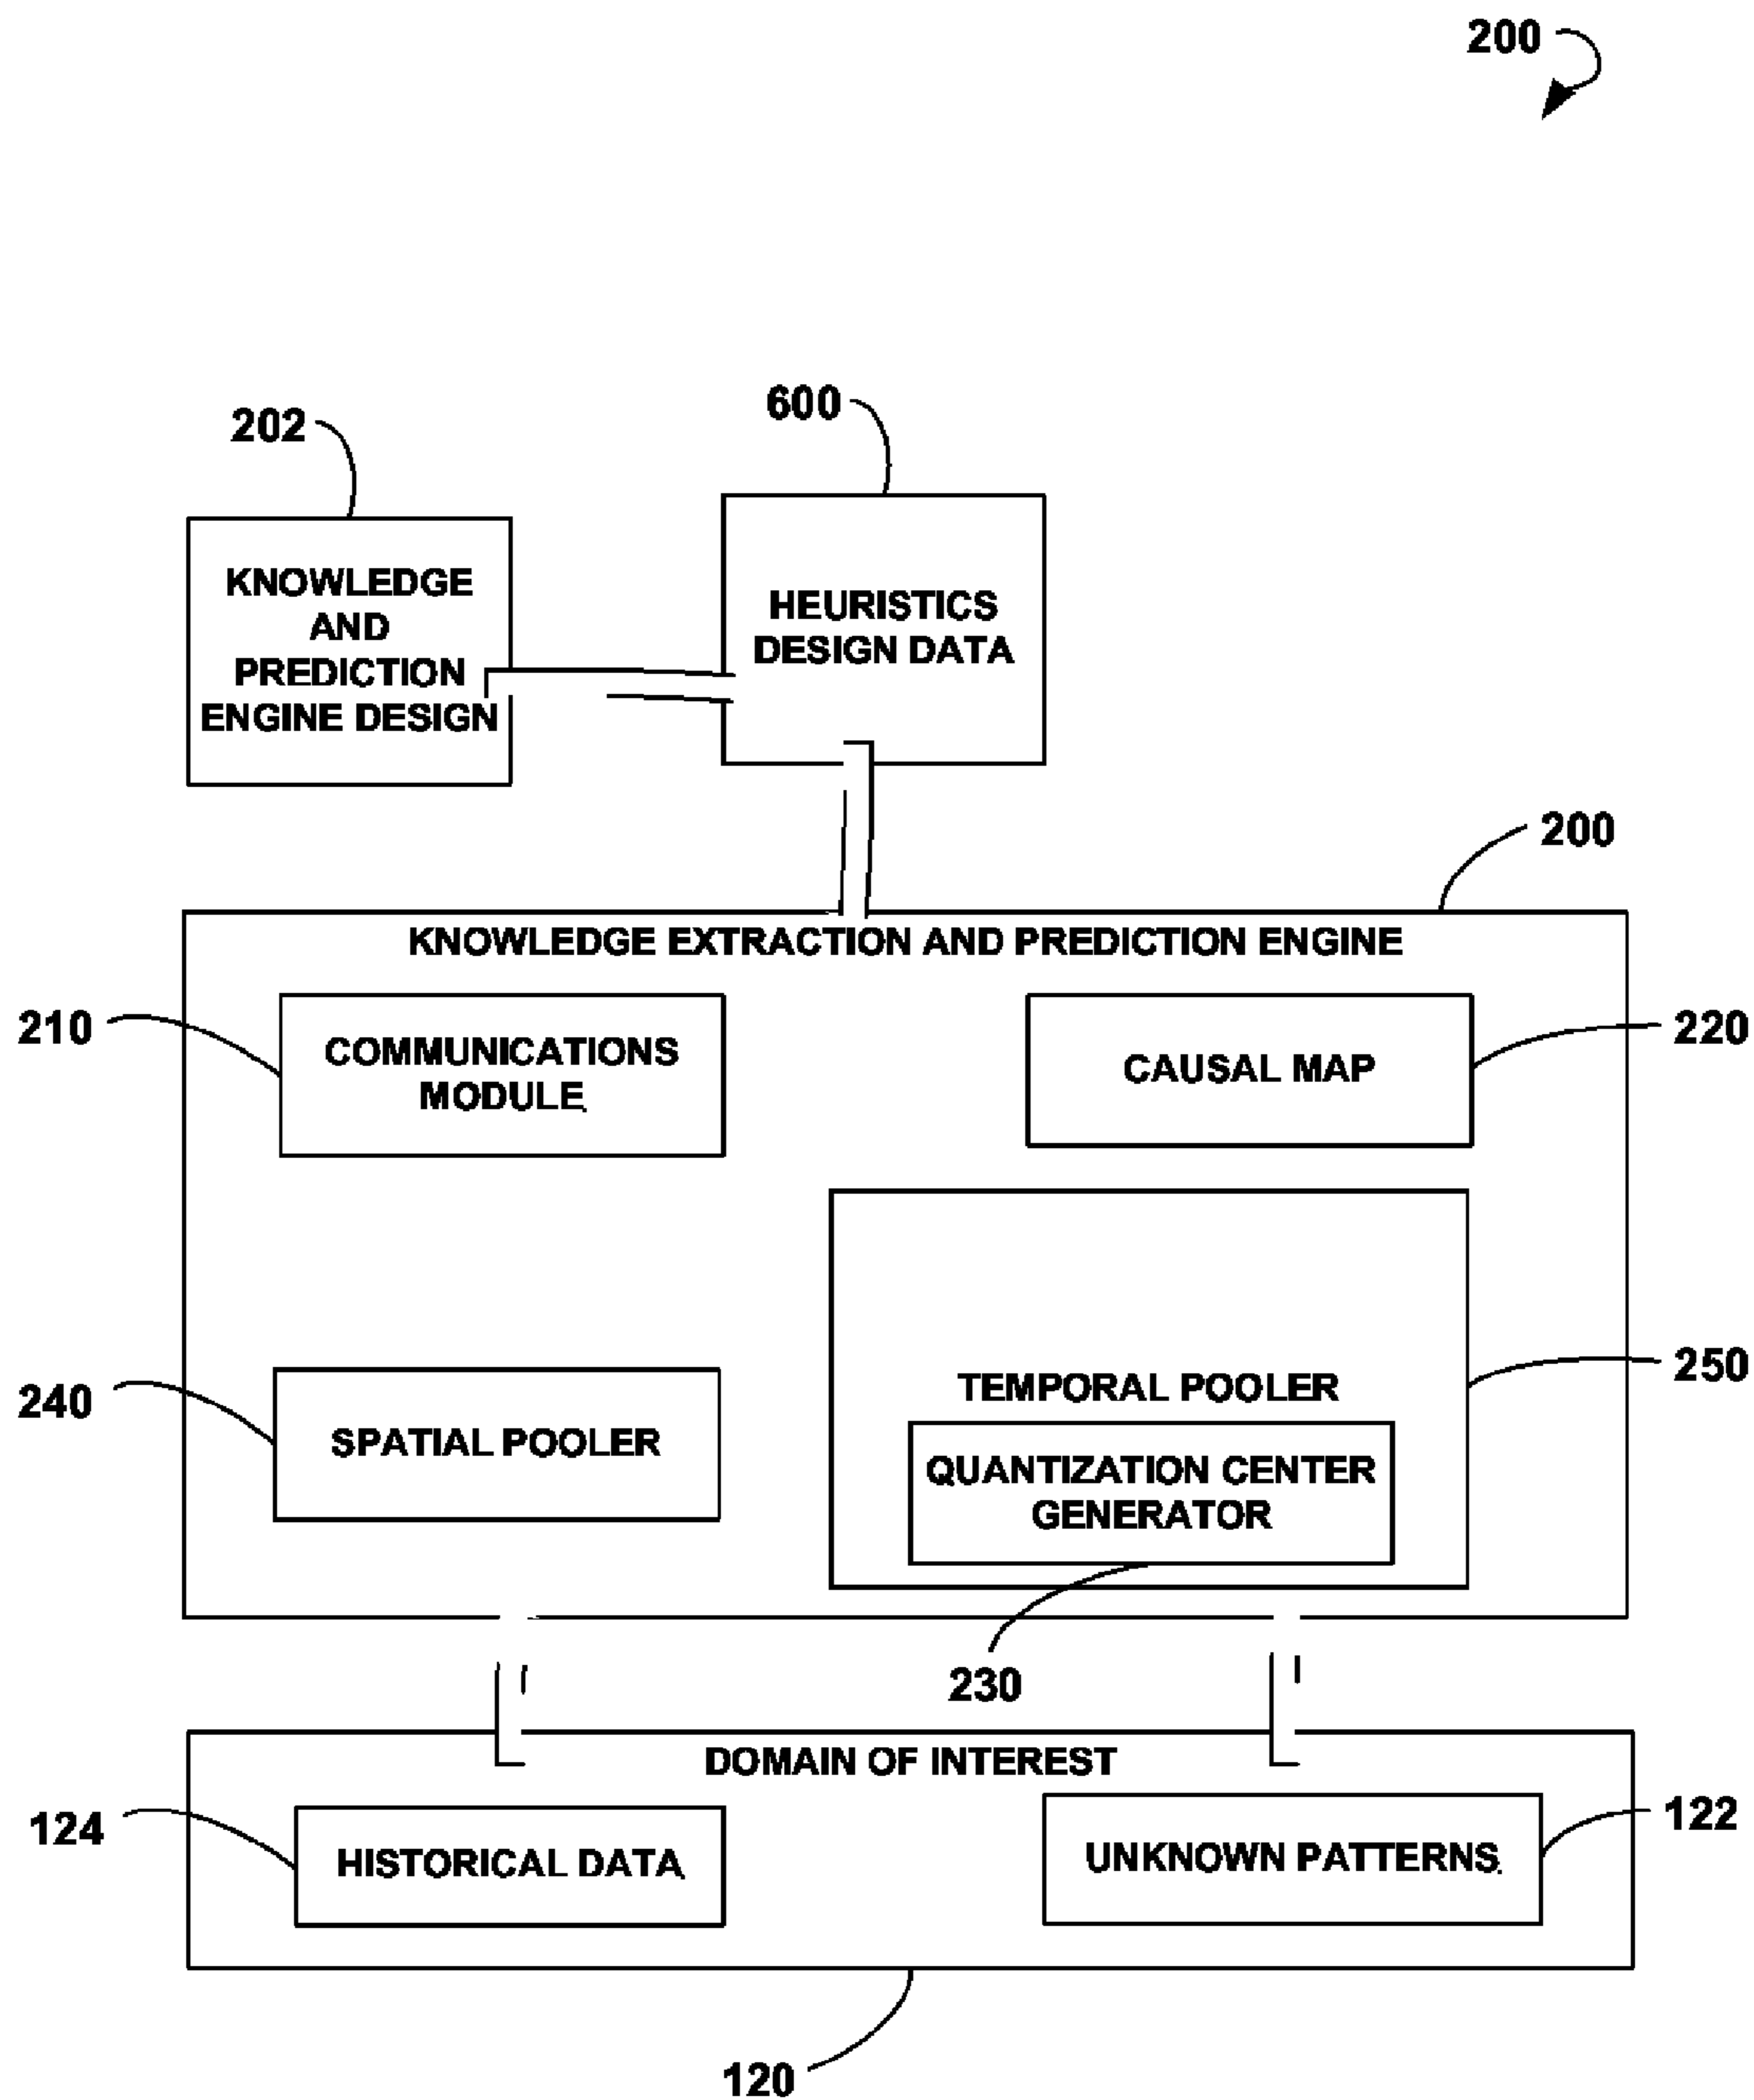 200
600
202
KNOWLEDGE
AND
PREDICTION
ENGINE DESIGN
HEURISTICS
DESIGN DATA
200
KNOWLEDGE EXTRACTION AND PREDICTION ENGINE
210
COMMUNICATIONS
MODULE
CAUSAL MAP
220
240
SPATIAL POOLER
TEMPORAL POOLER
250
QUANTIZATION CENTER
GENERATOR
230
DOMAIN OF INTEREST
124
HISTORICAL DATA
UNKNOWN PATTERNS
122
120